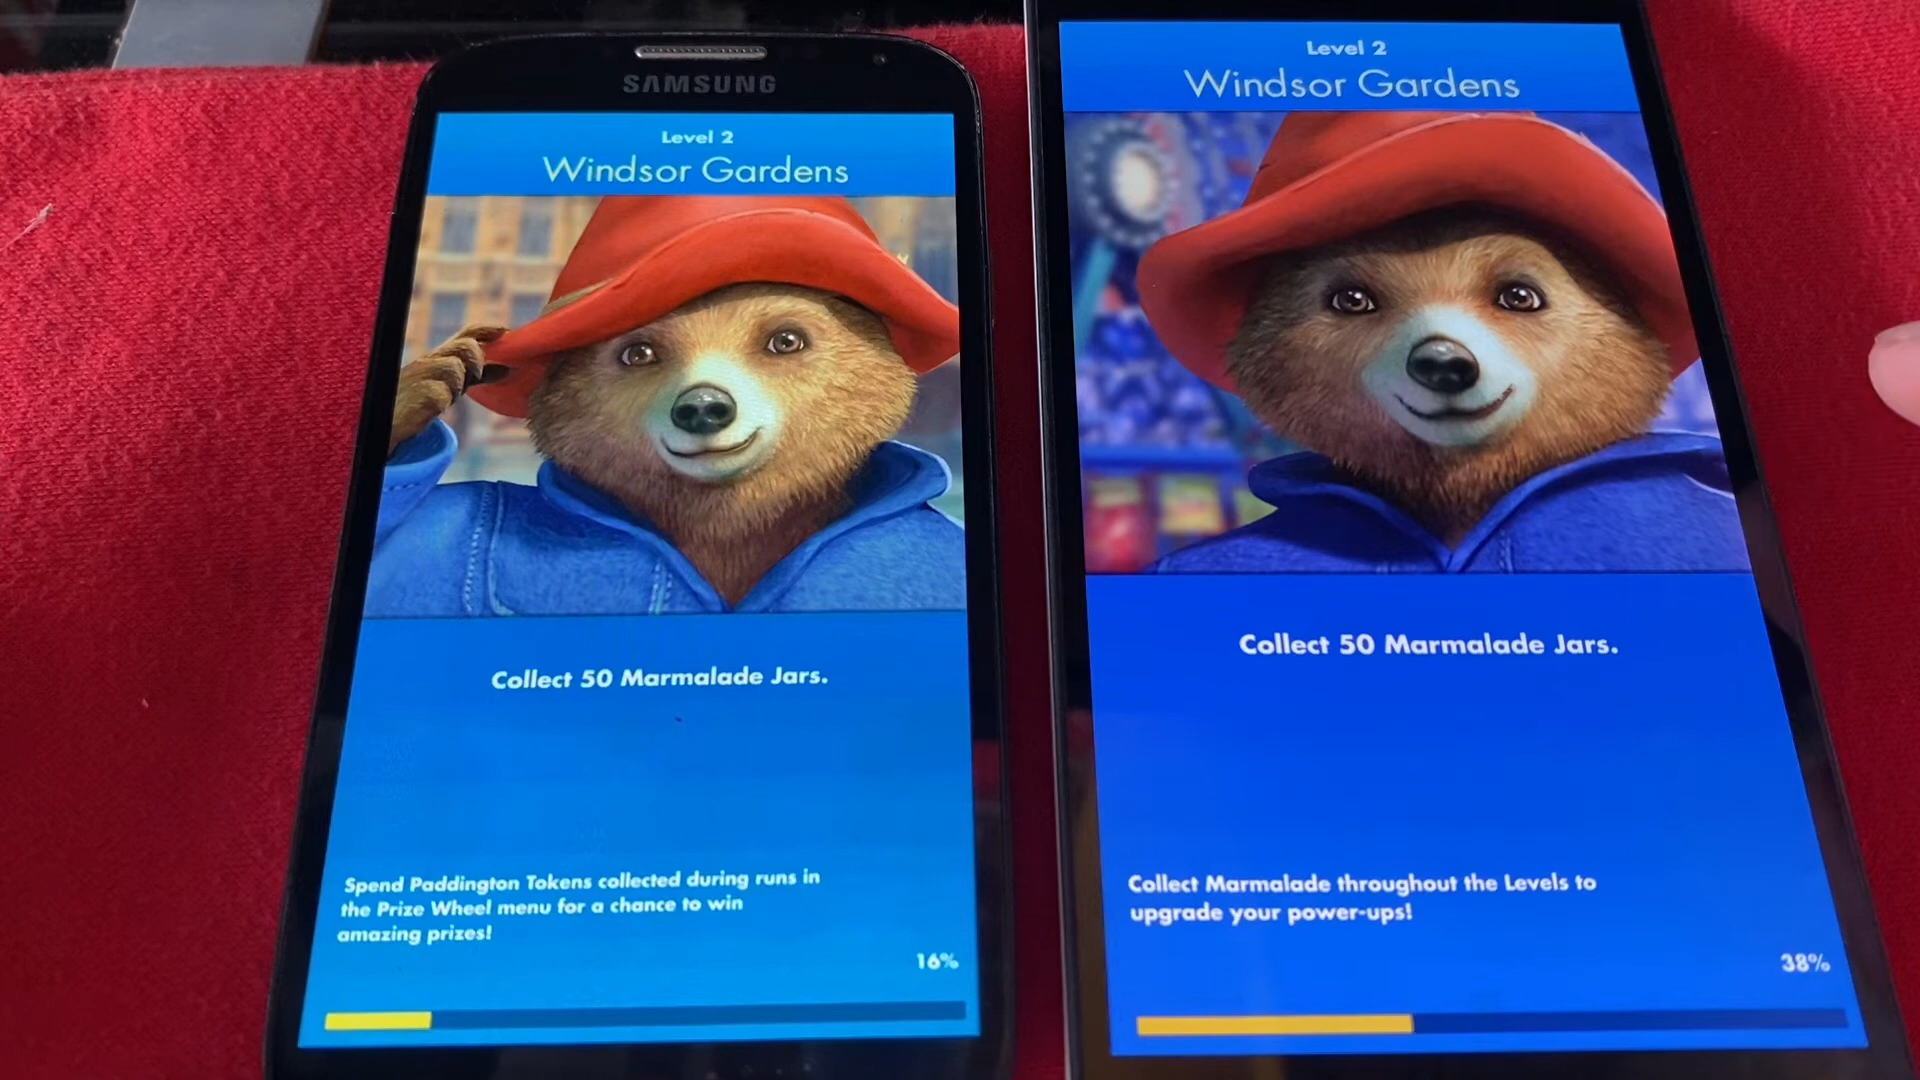 SAMSUNG
Level 2
Windsor Gardens
Collect 50 Marmalade Jars.
Spend Paddington Tokens collected during runs in
the Prize Wheel menu for a chance to win
amazing prizes!
16%
Level 2
Windsor Gardens
Collect 50 Marmalade Jars.
Collect Marmalade throughout the Levels to
upgrade your power-ups!
38%